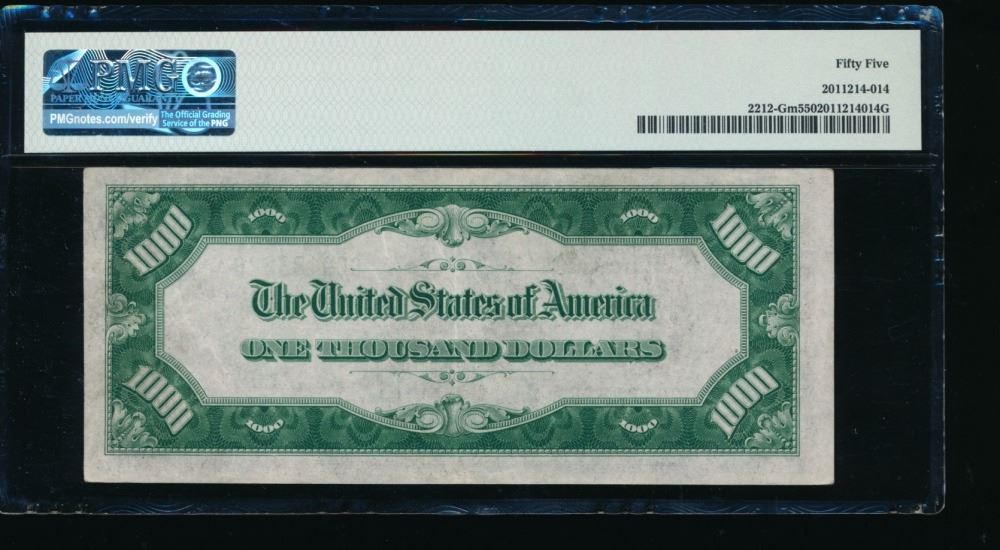 PMG
PAPER MONEY GUARANTY
PMGnotes.com/verify
The Official Grading
Service of the PNG
Fifty Five
2011214-014
2212-Gm5502011214014G
1000
1000
1000
1000
The United States of America
ONE THOUSAND DOLLARS
1000
1000
1000
1000